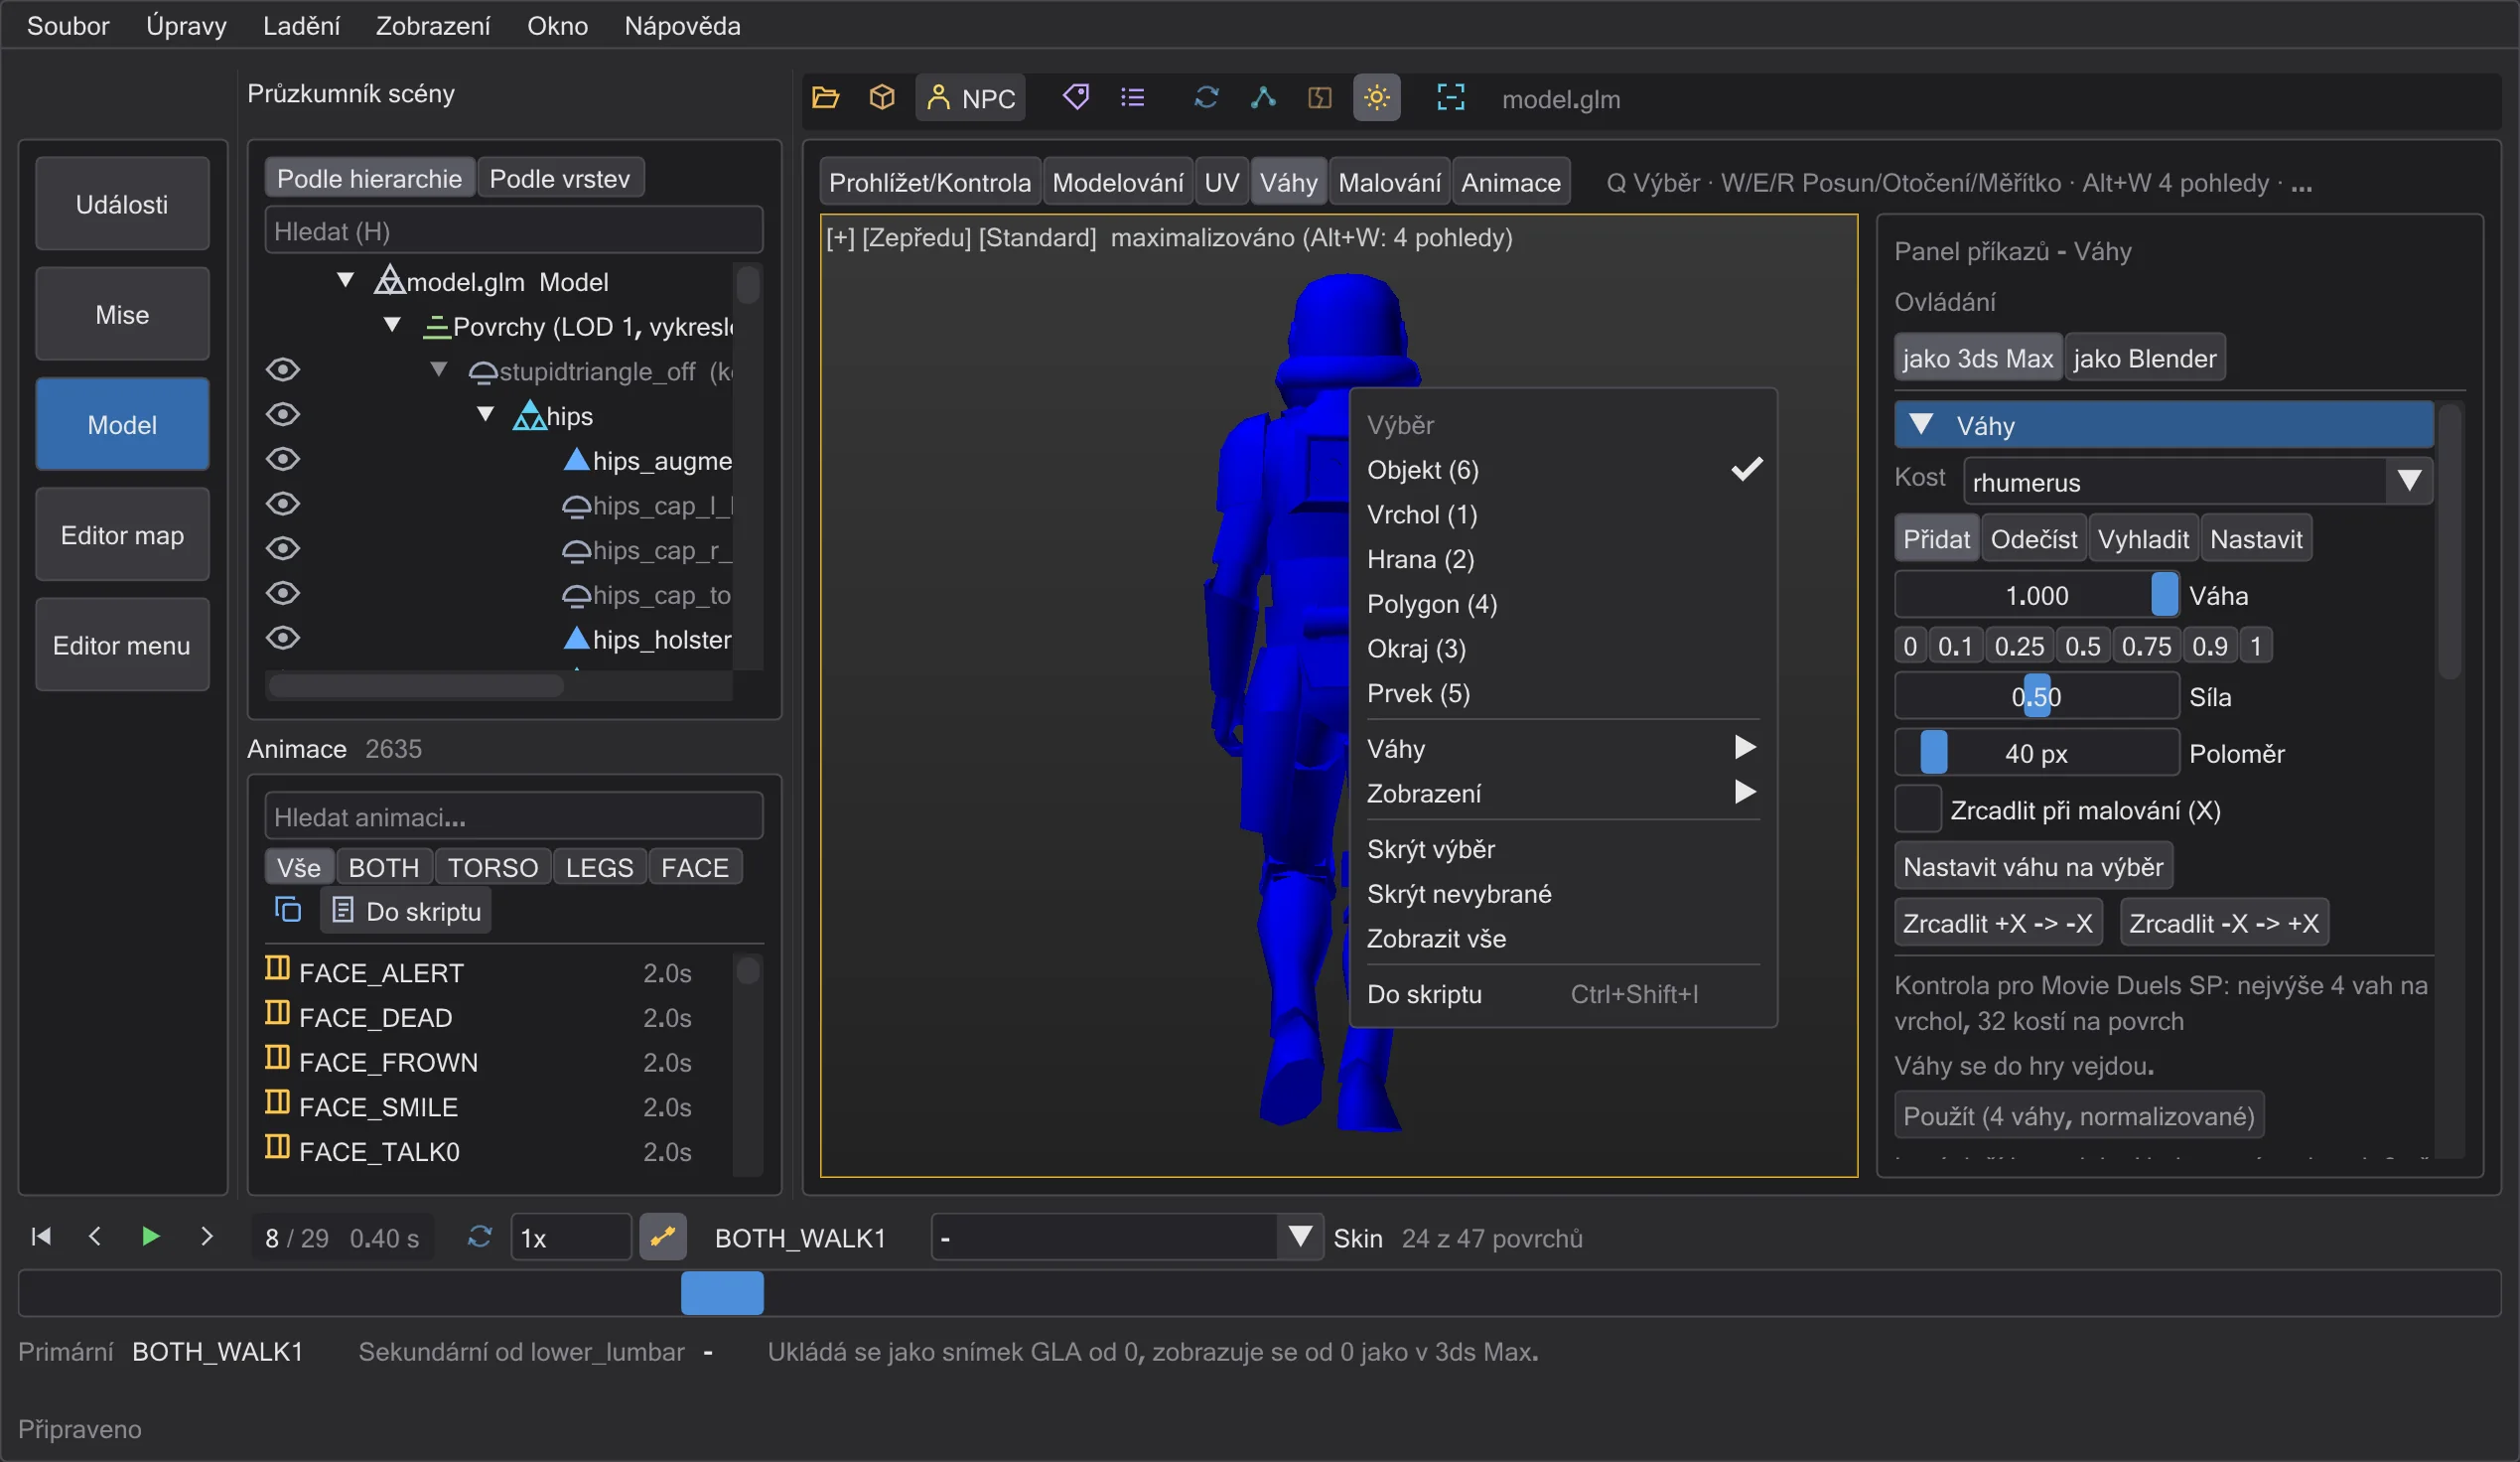 Soubor Úpravy Ladění Zobrazení Okno Nápověda
Průzkumník scény
NPC model.glm
Události
Mise
Model
Editor map
Editor menu
Podle hierarchie Podle vrstev
Hledat (H)
model.glm Model
Povrchy (LOD 1, vykresle
stupidtriangle_off (k
hips
hips_augme
hips_cap_l_
hips_cap_r_
hips_cap_to
hips_holster
Animace 2635
Hledat animaci...
Vše BOTH TORSO LEGS FACE
Do skriptu
FACE_ALERT 2.0s
FACE_DEAD 2.0s
FACE_FROWN 2.0s
FACE_SMILE 2.0s
FACE_TALK0 2.0s
Prohlížet/Kontrola Modelování UV Váhy Malování Animace Q Výběr · W/E/R Posun/Otočení/Měřítko · Alt+W 4 pohledy · ...
[+] [Zepředu] [Standard] maximalizováno (Alt+W: 4 pohledy)
Výběr
Objekt (6)
Vrchol (1)
Hrana (2)
Polygon (4)
Okraj (3)
Prvek (5)
Váhy
Zobrazení
Skrýt výběr
Skrýt nevybrané
Zobrazit vše
Do skriptu Ctrl+Shift+I
Panel příkazů - Váhy
Ovládání
jako 3ds Max jako Blender
Váhy
Kost rhumerus
Přidat Odečíst Vyhladit Nastavit
1.000 Váha
0 0.1 0.25 0.5 0.75 0.9 1
0.50 Síla
40 px Poloměr
Zrcadlit při malování (X)
Nastavit váhu na výběr
Zrcadlit +X -> -X Zrcadlit -X -> +X
Kontrola pro Movie Duels SP: nejvýše 4 vah na
vrchol, 32 kostí na povrch
Váhy se do hry vejdou.
Použít (4 váhy, normalizované)
8 / 29 0.40 s 1x BOTH_WALK1 - Skin 24 z 47 povrchů
Primární BOTH_WALK1 Sekundární od lower_lumbar - Ukládá se jako snímek GLA od 0, zobrazuje se od 0 jako v 3ds Max.
Připraveno